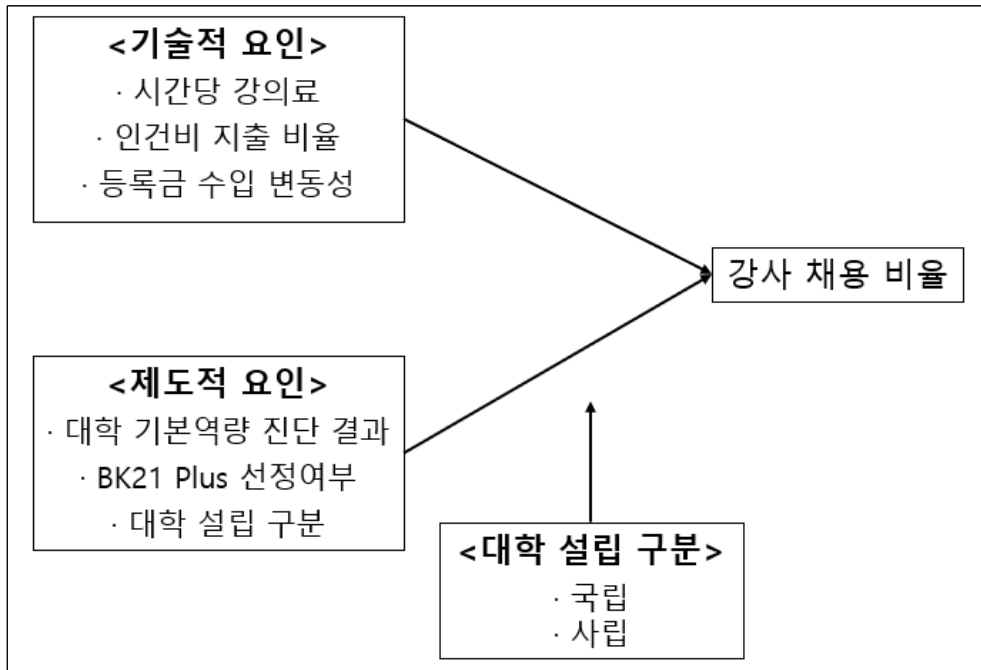 <기술적 요인>
· 시간당 강의료
· 인건비 지출 비율
· 등록금 수입 변동성
강사 채용 비율
<제도적 요인>
· 대학 기본역량 진단 결과
· BK21 Plus 선정여부
· 대학 설립 구분
<대학 설립 구분>
· 국립
· 사립